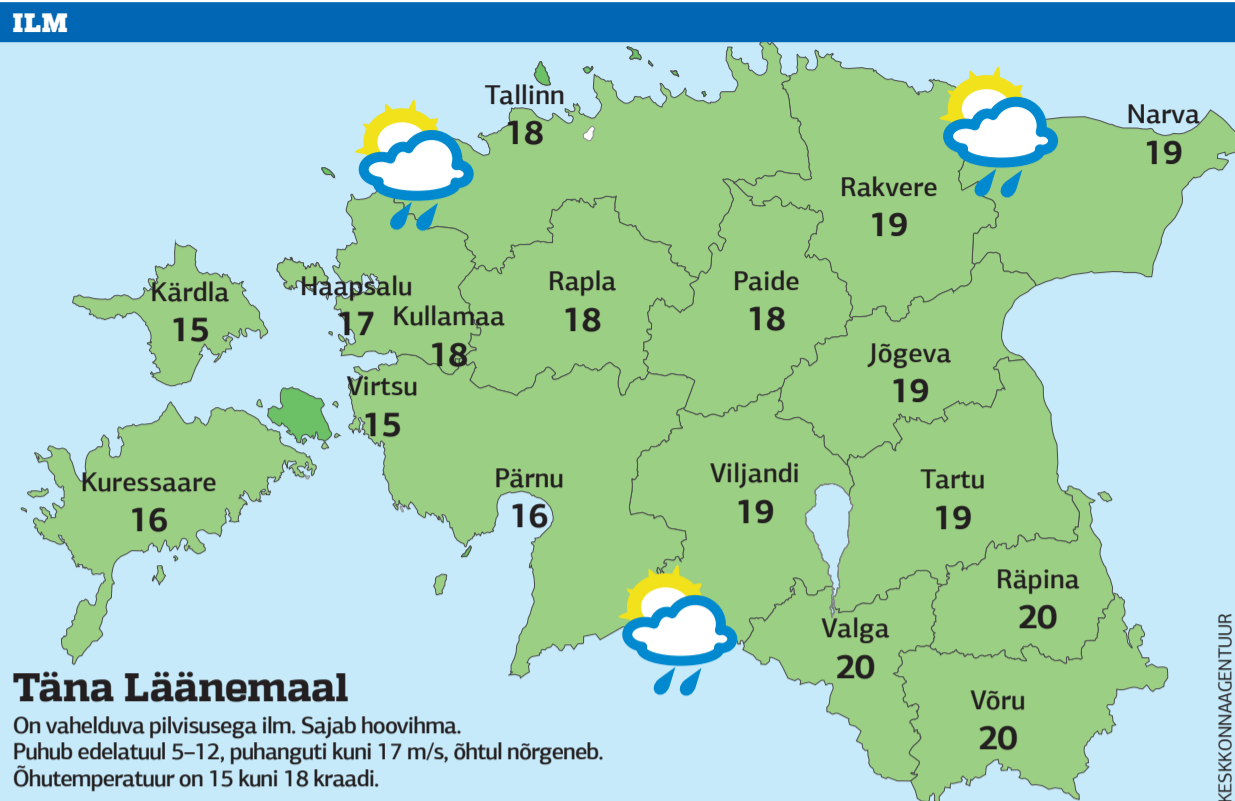 ILM
Tallinn
18
Narva
19
Rakvere
19
Kärdla
15
Haapsalu
17
Kullamaa
18
Rapla
18
Paide
18
Jõgeva
19
Virtsu
15
Kuressaare
16
Pärnu
16
Viljandi
19
Tartu
19
Räpina
20
Valga
20
Võru
20
Täna Läänemaal
On vahelduva pilvisusega ilm. Sajab hoovihma.
Puhub edelatuul 5–12, puhanguti kuni 17 m/s, õhtul nõrgeneb.
Õhutemperatuur on 15 kuni 18 kraadi.
KESKKONNAAGENTUUR